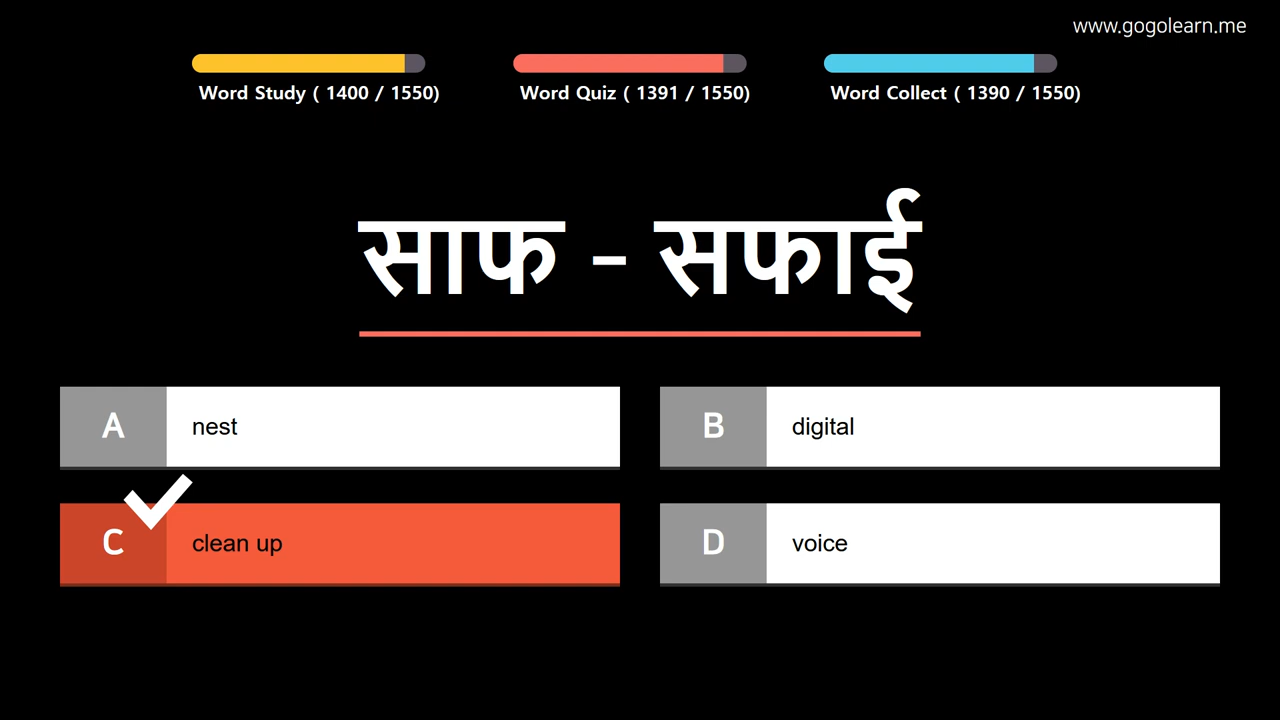 www.gogolearn.me
Word Study ( 1400 / 1550)
Word Quiz ( 1391 / 1550)
Word Collect ( 1390 / 1550)
साफ - सफाई
A nest
B digital
C clean up
D voice